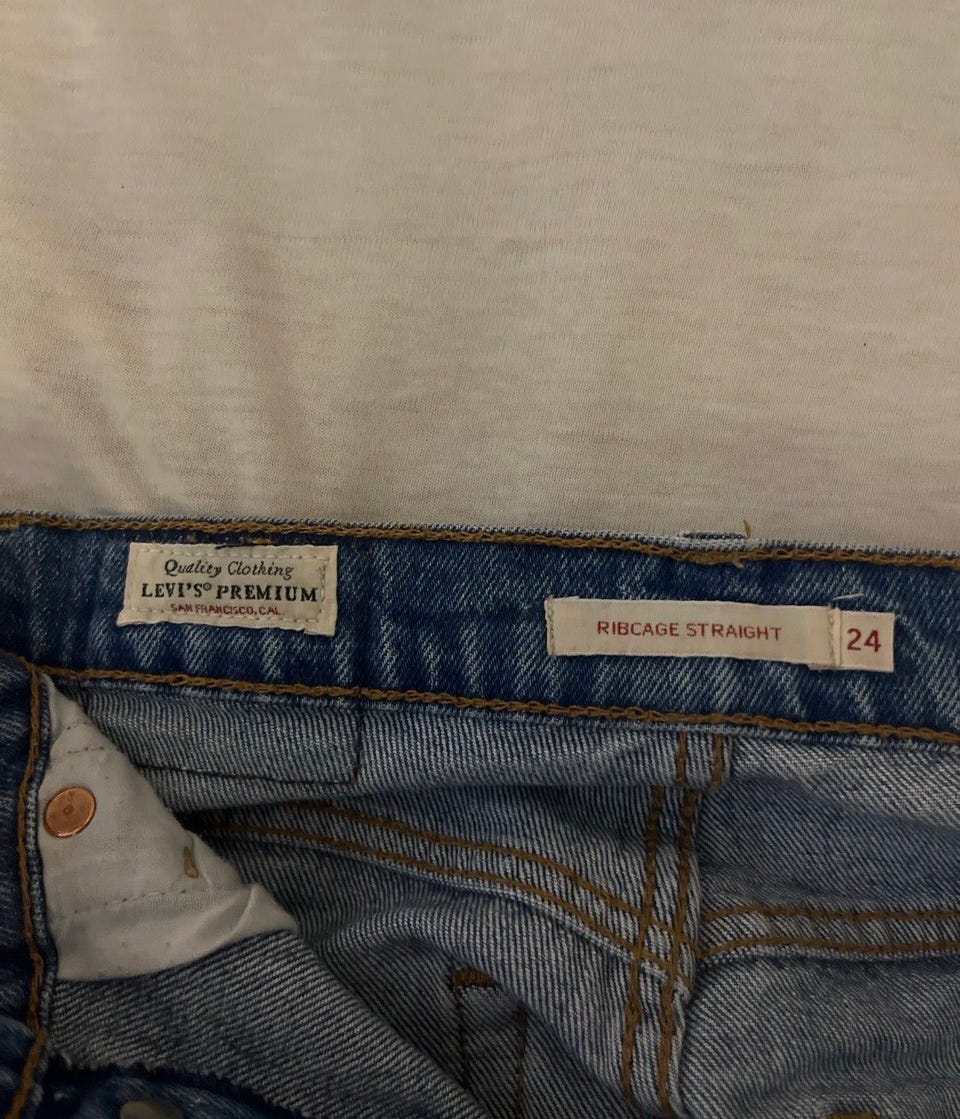 Quality Clothing
LEVI'S® PREMIUM
SAN FRANCISCO, CAL
RIBCAGE STRAIGHT
24